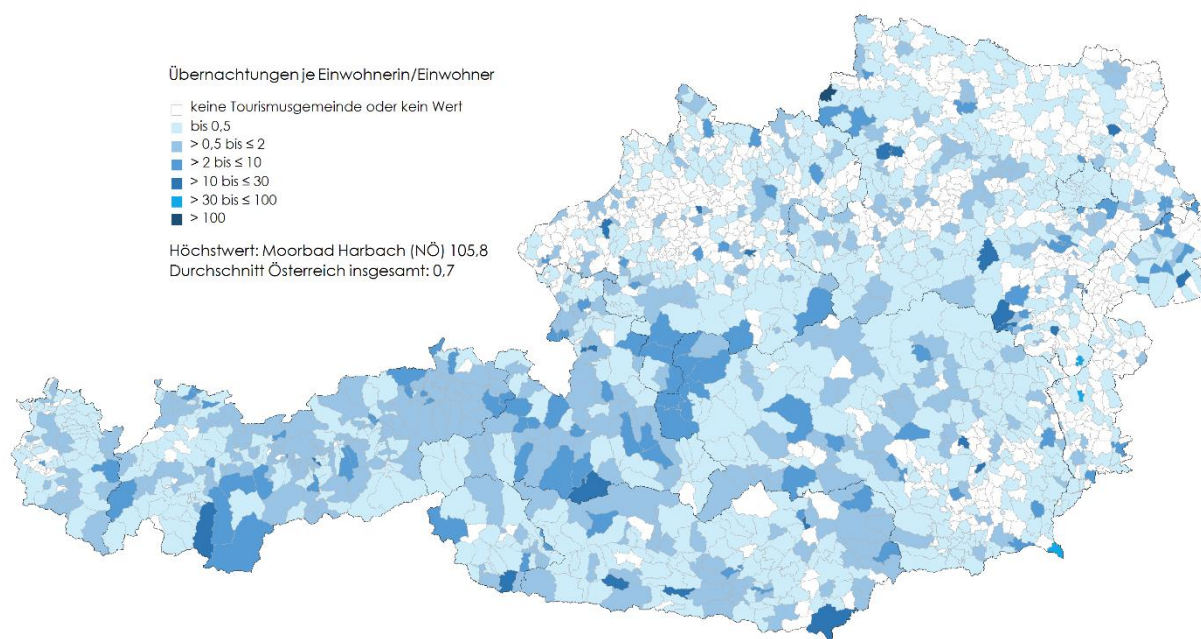 Übernachtungen je Einwohnerin/Einwohner
keine Tourismusgemeinde oder kein Wert
bis 0,5
> 0,5 bis ≤ 2
> 2 bis ≤ 10
> 10 bis ≤ 30
> 30 bis ≤ 100
> 100
Höchstwert: Moorbad Harbach (NÖ) 105,8
Durchschnitt Österreich insgesamt: 0,7